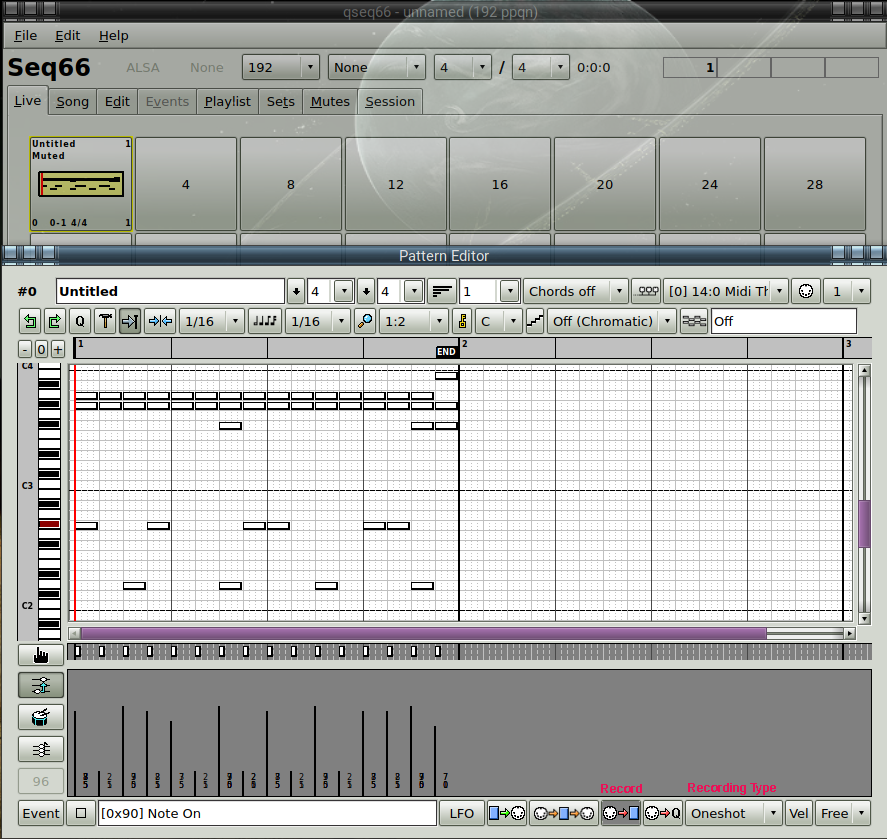 qseq66 - unnamed (192 ppqn)
File Edit Help
Seq66 ALSA None 192 None 4 / 4 0:0:0 1
Live Song Edit Events Playlist Sets Mutes Session
Untitled 1
Muted
4 8 12 16 20 24 28
0 0-1 4/4 1
Pattern Editor
#0 Untitled 4 4 1 Chords off [0] 14:0 Midi Th 1
Q T 1/16 1/16 1:2 C Off (Chromatic) Off
- 0 + 1 2 3
END
C4
C3
C2
96
Record Recording Type
Event [0x90] Note On LFO Q Oneshot Vel Free